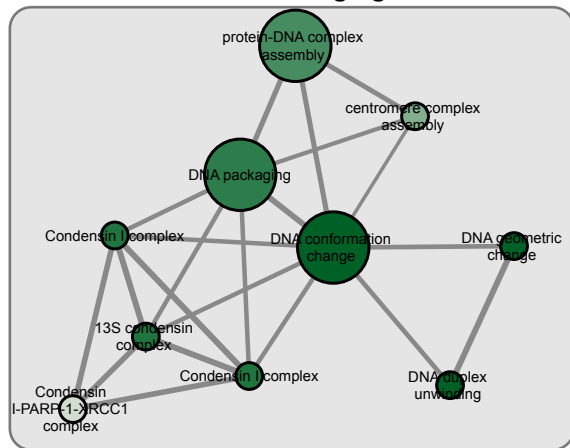 protein-DNA complex
assembly
centromere complex
assembly
DNA packaging
Condensin I complex
DNA conformation
change
DNA geometric
change
13S condensin
complex
Condensin I complex
DNA duplex
unwinding
Condensin
I-PARP-1-XRCC1
complex